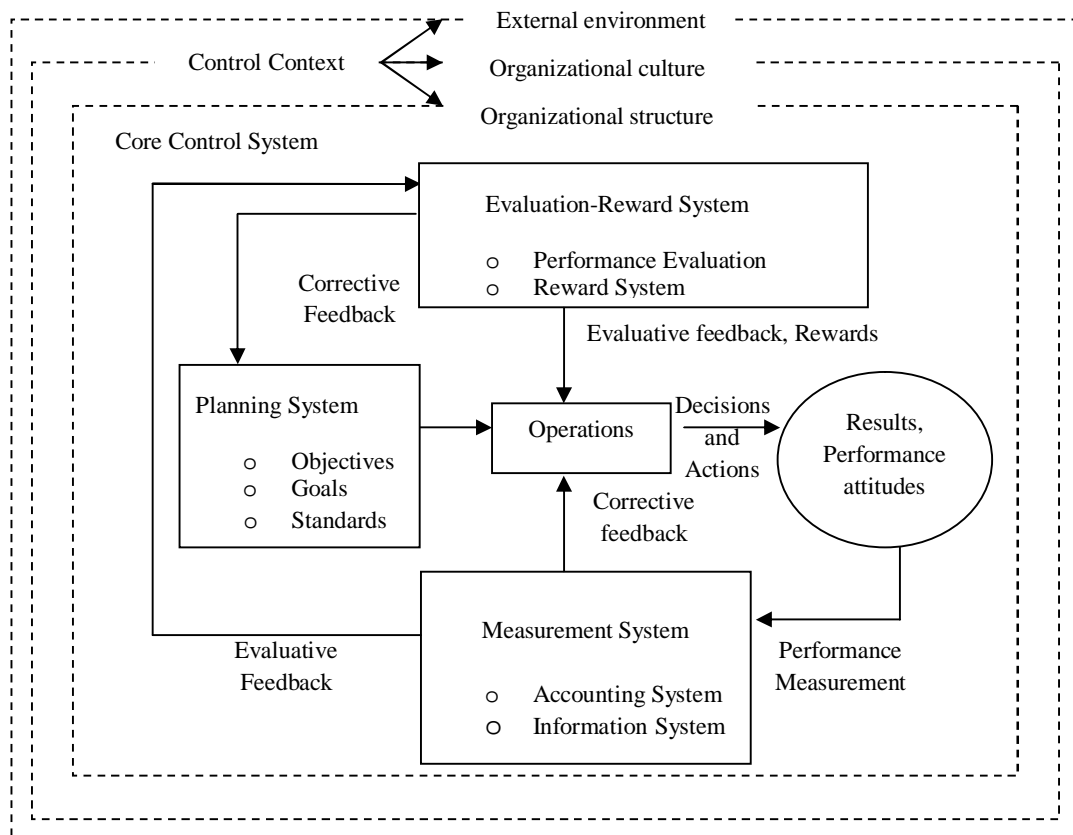 External environment
Control Context
Organizational culture
Organizational structure
Core Control System
Evaluation-Reward System
o Performance Evaluation
o Reward System
Corrective
Feedback
Evaluative feedback, Rewards
Planning System
o Objectives
o Goals
o Standards
Operations
Decisions
and
Actions
Results,
Performance
attitudes
Corrective
feedback
Measurement System
o Accounting System
o Information System
Evaluative
Feedback
Performance
Measurement